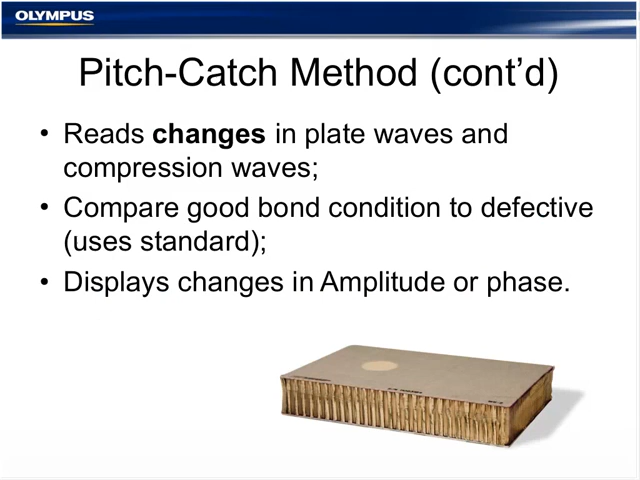 OLYMPUS
Pitch-Catch Method (cont’d)
• Reads changes in plate waves and
compression waves;
• Compare good bond condition to defective
(uses standard);
• Displays changes in Amplitude or phase.